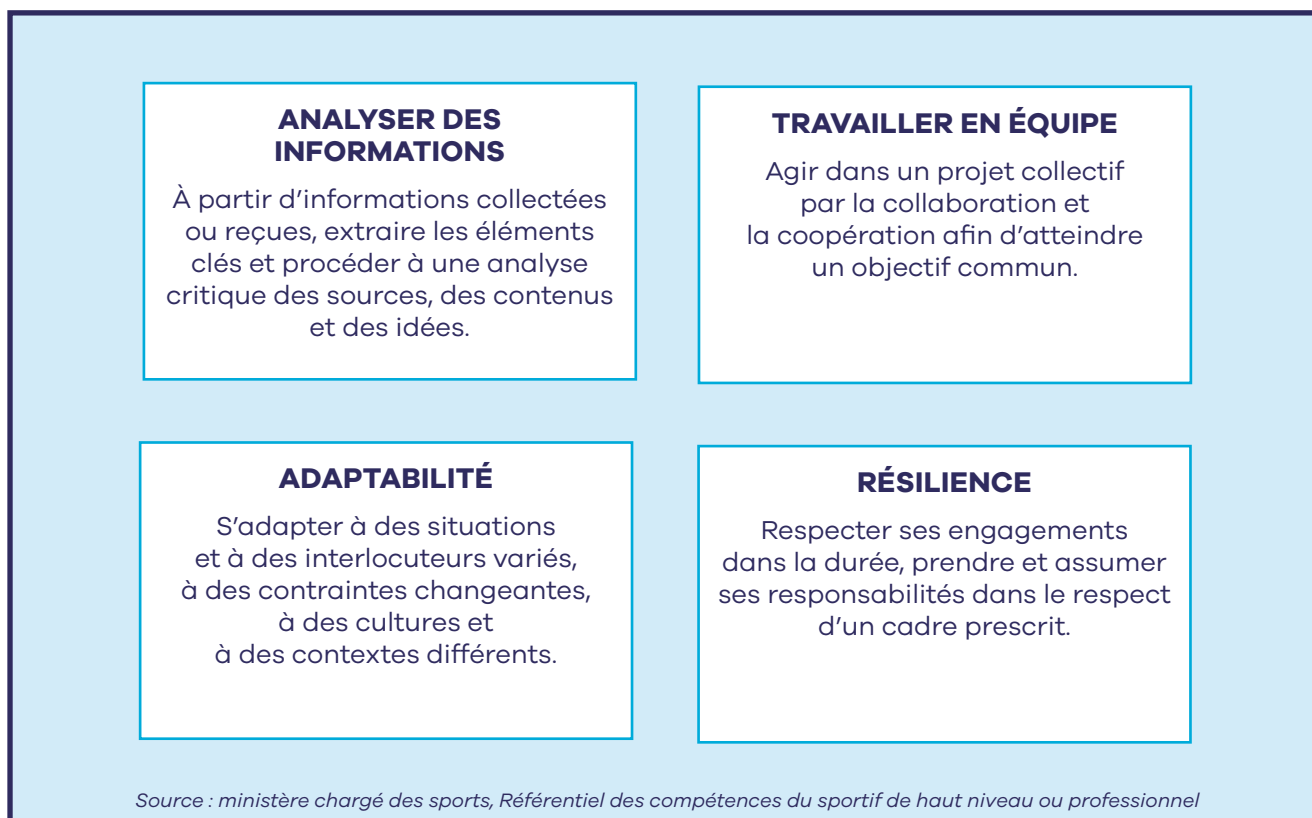 ANALYSER DES
INFORMATIONS
À partir d’informations collectées
ou reçues, extraire les éléments
clés et procéder à une analyse
critique des sources, des contenus
et des idées.
TRAVAILLER EN ÉQUIPE
Agir dans un projet collectif
par la collaboration et
la coopération afin d’atteindre
un objectif commun.
ADAPTABILITÉ
S’adapter à des situations
et à des interlocuteurs variés,
à des contraintes changeantes,
à des cultures et
à des contextes différents.
RÉSILIENCE
Respecter ses engagements
dans la durée, prendre et assumer
ses responsabilités dans le respect
d’un cadre prescrit.
Source : ministère chargé des sports, Référentiel des compétences du sportif de haut niveau ou professionnel